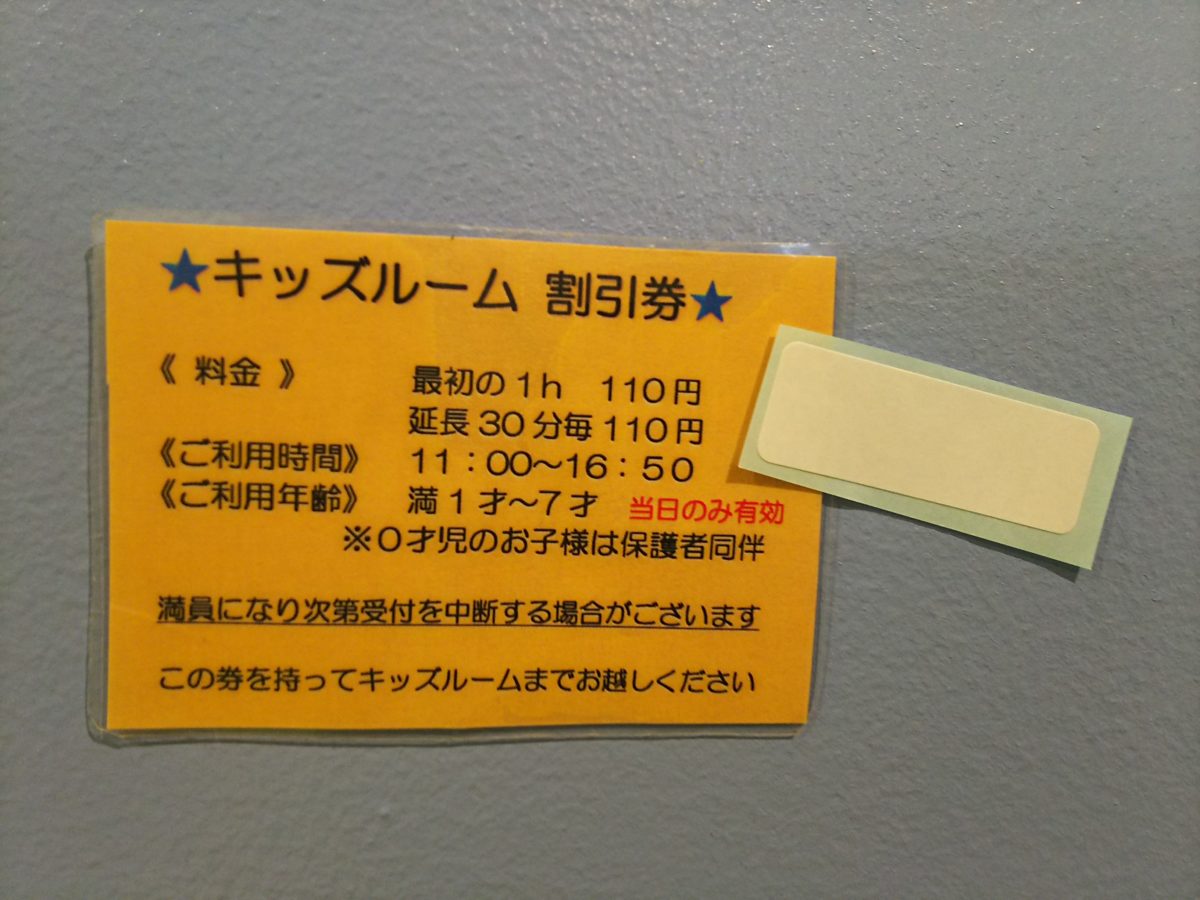 ★キッズルーム 割引券★
《 料金 》 最初の1h 110円
延長30分毎110円
《ご利用時間》 11:00~16:50
《ご利用年齢》 満1才~7才 当日のみ有効
※0才児のお子様は保護者同伴
満員になり次第受付を中断する場合がございます
この券を持ってキッズルームまでお越しください